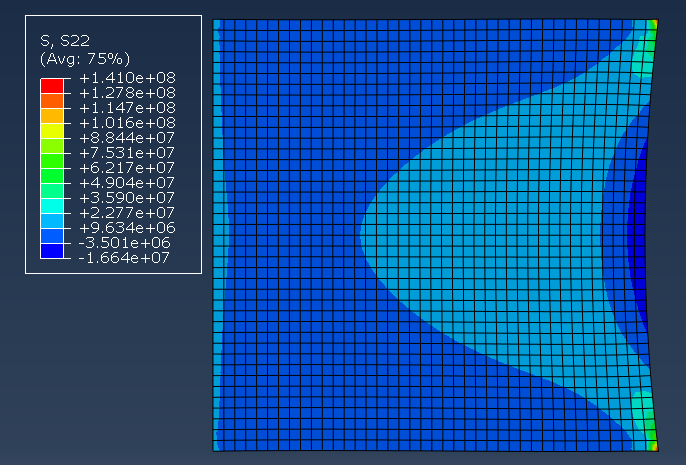 S, S22
(Avg: 75%)
+1.410e+08
+1.278e+08
+1.147e+08
+1.016e+08
+8.844e+07
+7.531e+07
+6.217e+07
+4.904e+07
+3.590e+07
+2.277e+07
+9.634e+06
-3.501e+06
-1.664e+07